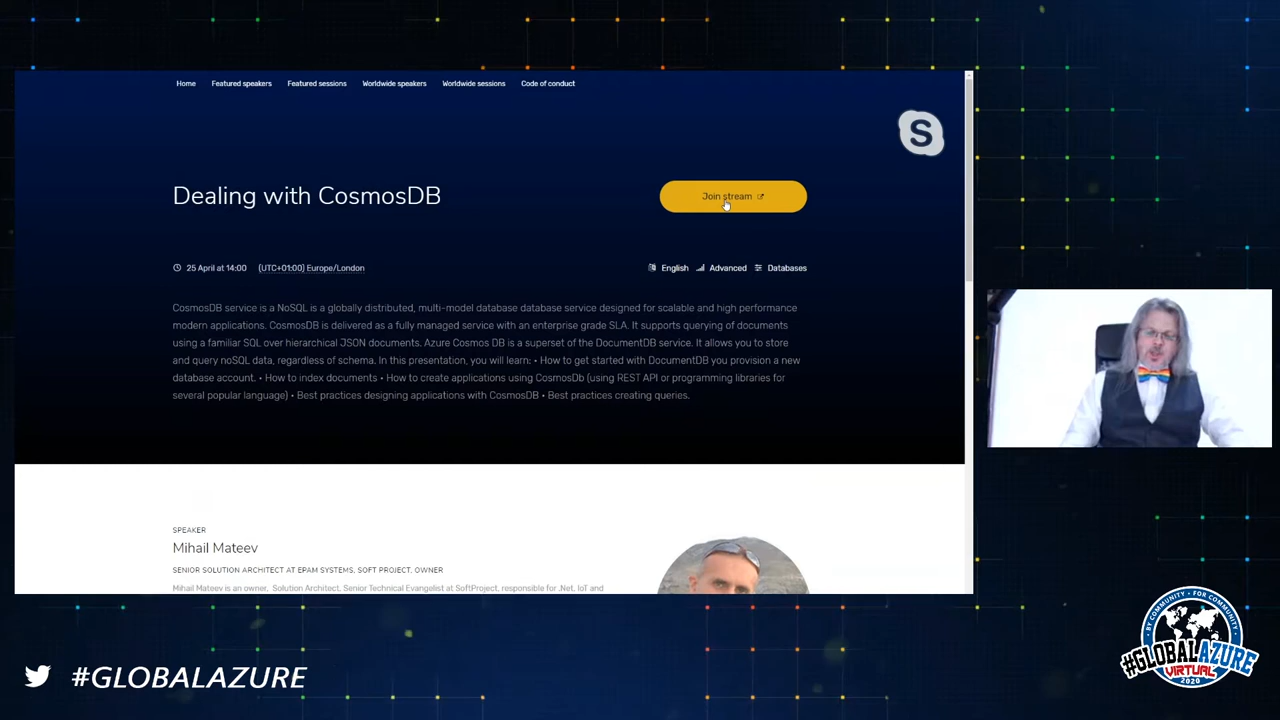 Home Featured speakers Featured sessions Worldwide speakers Worldwide sessions Code of conduct
S
Dealing with CosmosDB
Join stream
25 April at 14:00 (UTC+01:00) Europe/London
English Advanced Databases
CosmosDB service is a NoSQL is a globally distributed, multi-model database database service designed for scalable and high performance
modern applications. CosmosDB is delivered as a fully managed service with an enterprise grade SLA. It supports querying of documents
using a familiar SQL over hierarchical JSON documents. Azure Cosmos DB is a superset of the DocumentDB service. It allows you to store
and query noSQL data, regardless of schema. In this presentation, you will learn: • How to get started with DocumentDB you provision a new
database account. • How to index documents • How to create applications using CosmosDb (using REST API or programming libraries for
several popular language) • Best practices designing applications with CosmosDB • Best practices creating queries.
SPEAKER
Mihail Mateev
SENIOR SOLUTION ARCHITECT AT EPAM SYSTEMS, SOFT PROJECT, OWNER
Mihail Mateev is an owner, Solution Architect, Senior Technical Evangelist at SoftProject, responsible for .Net, IoT and
#GLOBALAZURE
BY COMMUNITY • FOR COMMUNITY
#GLOBALAZURE
VIRTUAL
2020